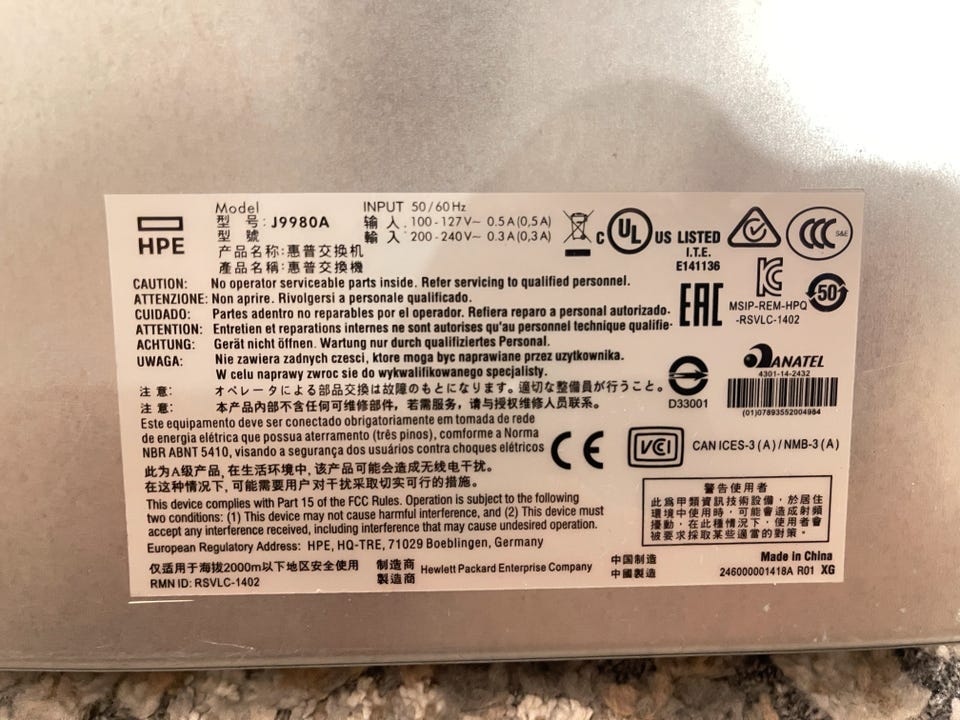 HPE
Model
型 号: J9980A
型 號
产品名称:惠普交换机
產品名稱:惠普交換機
INPUT 50/60Hz
输 入 : 100-127V~ 0.5A(0,5A)
輸 入 : 200-240V~ 0.3A(0,3A)
C UL US LISTED
I.T.E.
E141136
CCC S&E
EAC
MSIP-REM-HPQ
-RSVLC-1402
50
CAUTION: No operator serviceable parts inside. Refer servicing to qualified personnel.
ATTENZIONE: Non aprire. Rivolgersi a personale qualificado.
CUIDADO: Partes adentro no reparables por el operador. Refiera reparo a personal autorizado.
ATTENTION: Entretien et reparations internes ne sont autorises qu'au personnel technique qualifie.
ACHTUNG: Gerät nicht öffnen. Wartung nur durch qualifiziertes Personal.
UWAGA: Nie zawiera zadnych czesci, ktore moga byc naprawiane przez uzytkownika.
W celu naprawy zwroc sie do wykwalifikowanego specjalisty.
注 意: オペレータによる部品交換は故障のもとになります。適切な整備員が行うこと。
注 意: 本产品内部不含任何可维修部件，若需服务，请与授权维修人员联系。
D33001
ANATEL
4301-14-2432
(01)07893552004984
Este equipamento deve ser conectado obrigatoriamente em tomada de rede
de energia elétrica que possua aterramento (três pinos), comforme a Norma
NBR ABNT 5410, visando a segurança dos usuários contra choques elétricos
CE
VCI
CAN ICES-3 (A) / NMB-3 (A)
此为A级产品, 在生活环境中, 该产品可能会造成无线电干扰。
在这种情况下, 可能需要用户对干扰采取切实可行的措施。
This device complies with Part 15 of the FCC Rules. Operation is subject to the following
two conditions: (1) This device may not cause harmful interference, and (2) This device must
accept any interference received, including interference that may cause undesired operation.
European Regulatory Address: HPE, HQ-TRE, 71029 Boeblingen, Germany
警告使用者
此為甲類資訊技術設備，於居住
環境中使用時，可能會造成射頻
擾動，在此種情況下，使用者會
被要求採取某些適當的對策。
仅适用于海拔2000m以下地区安全使用
RMN ID: RSVLC-1402
制造商
製造商
Hewlett Packard Enterprise Company
中国制造
中國製造
Made in China
246000001418A R01 XG